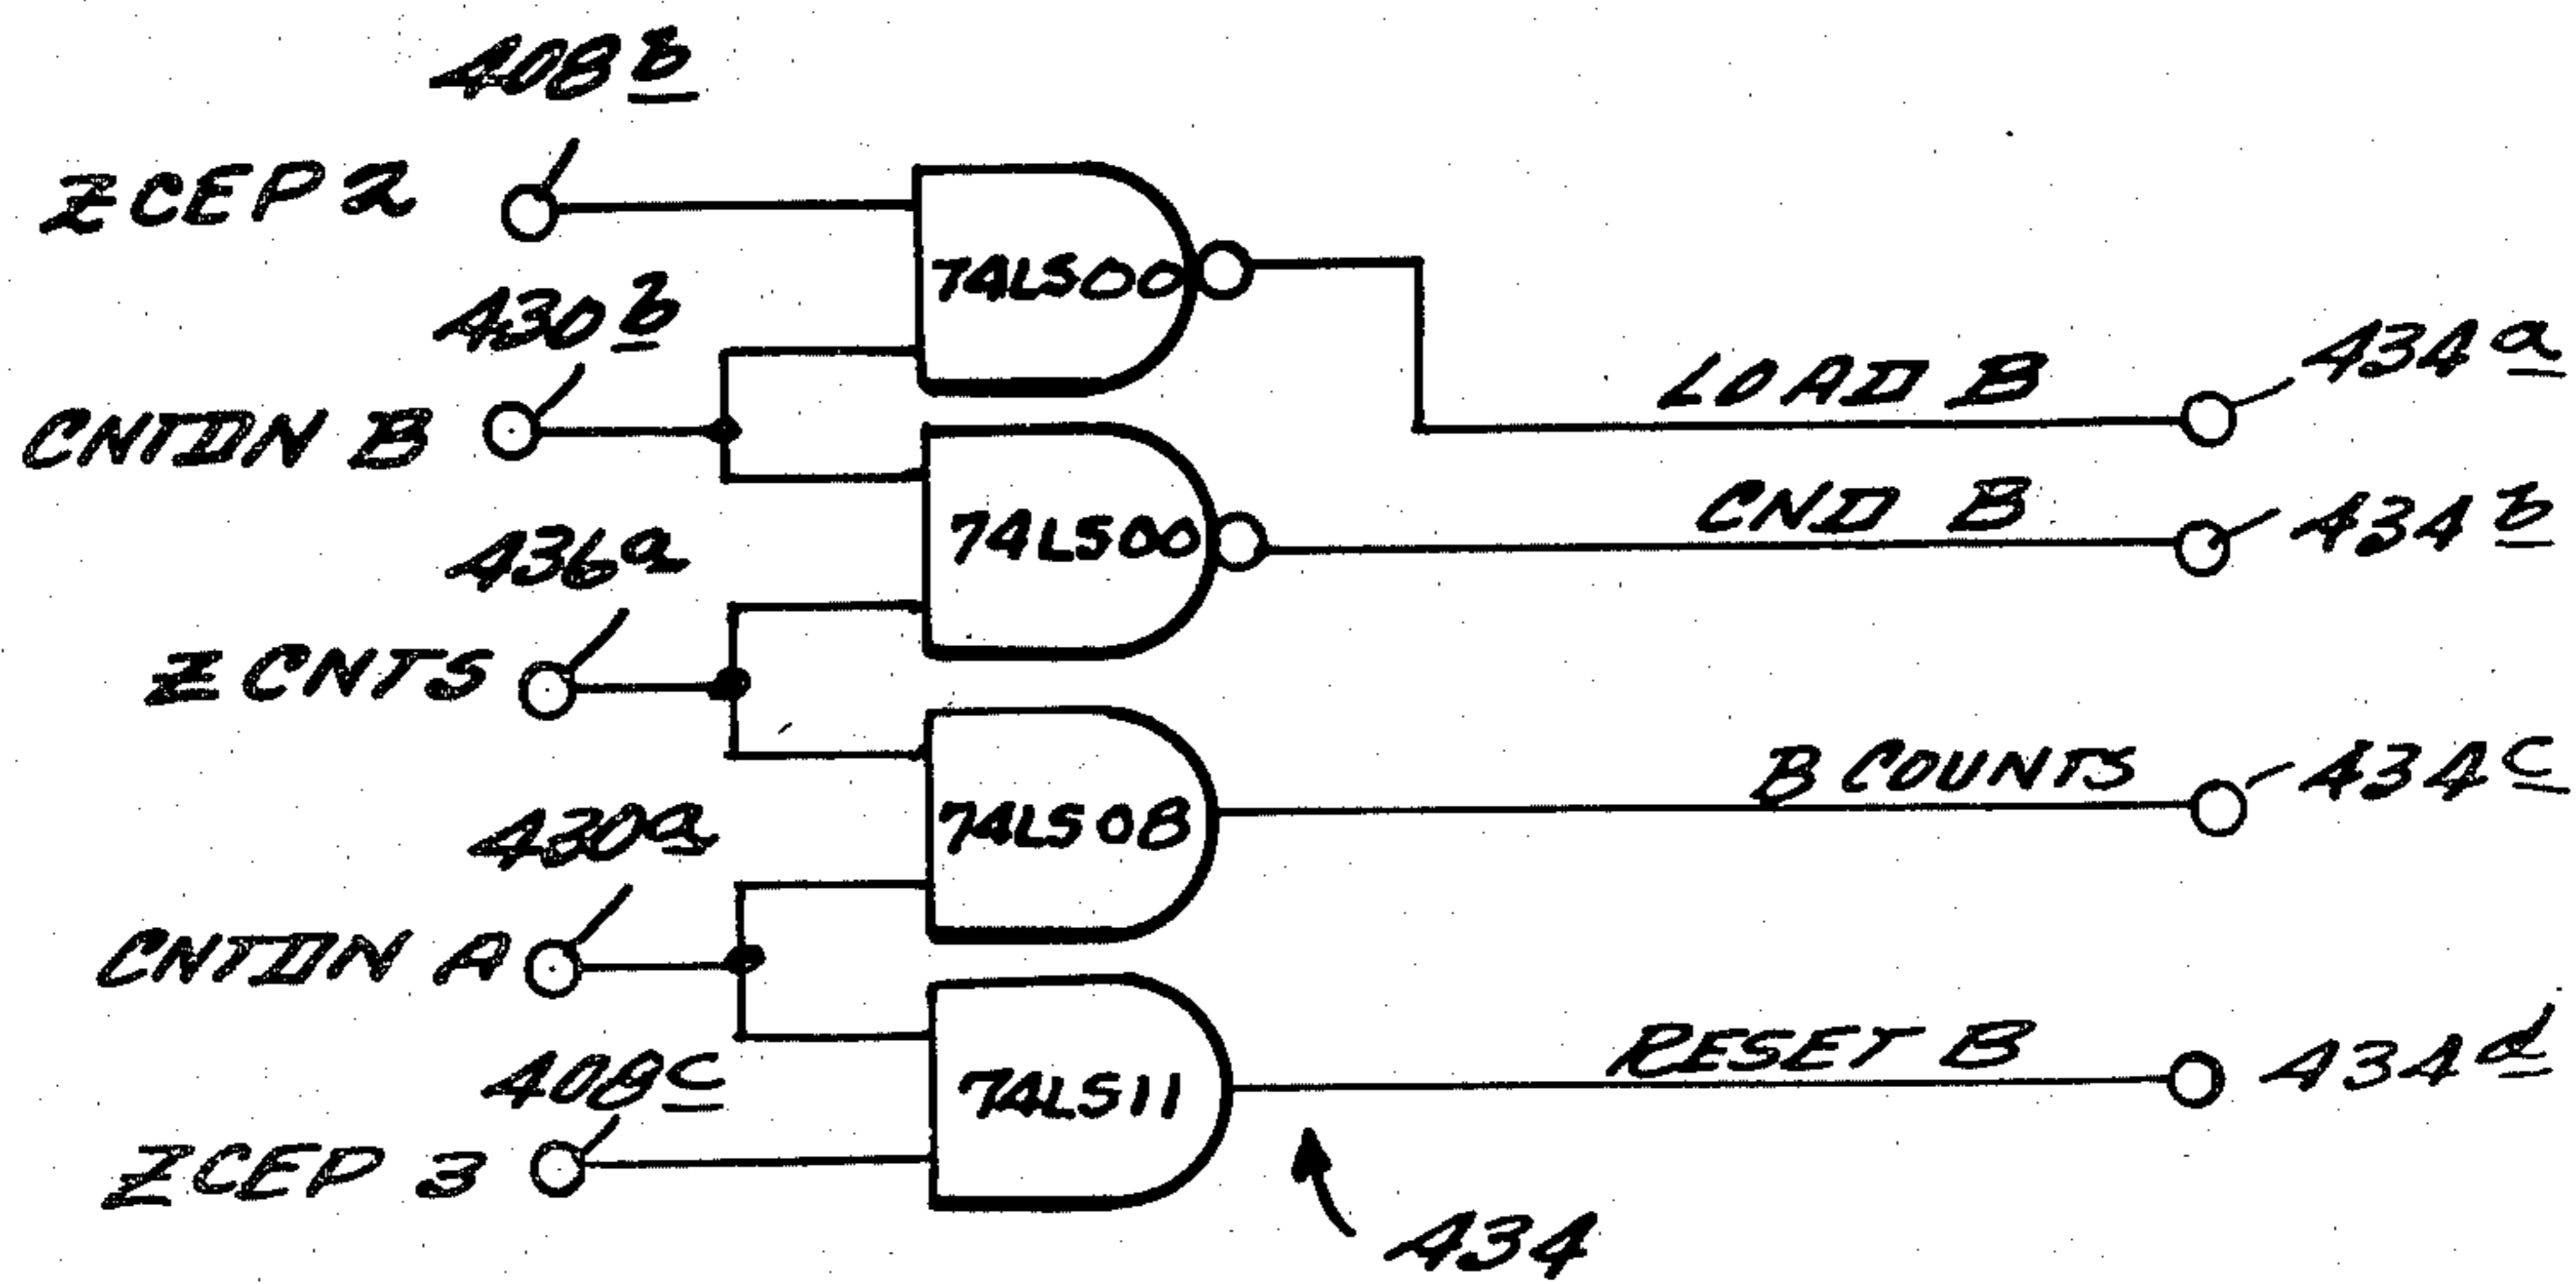 408b
ZCEP 2
74LS00
430b
LOAD B
434a
CNTDN B
CND B
434b
74LS00
436a
ZCNTS
B COUNTS
434c
74LS08
430a
CNTDN A
RESET B
434d
74LS11
408c
ZCEP 3
434